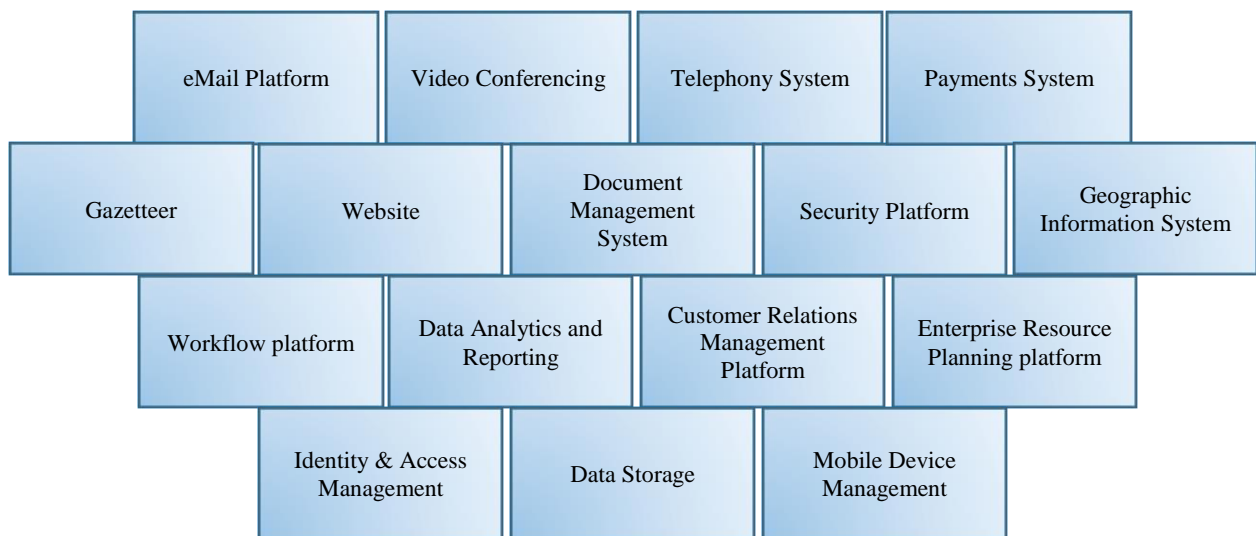 eMail Platform
Video Conferencing
Telephony System
Payments System
Gazetteer
Website
Document
Management
System
Security Platform
Geographic
Information System
Workflow platform
Data Analytics and
Reporting
Customer Relations
Management
Platform
Enterprise Resource
Planning platform
Identity & Access
Management
Data Storage
Mobile Device
Management